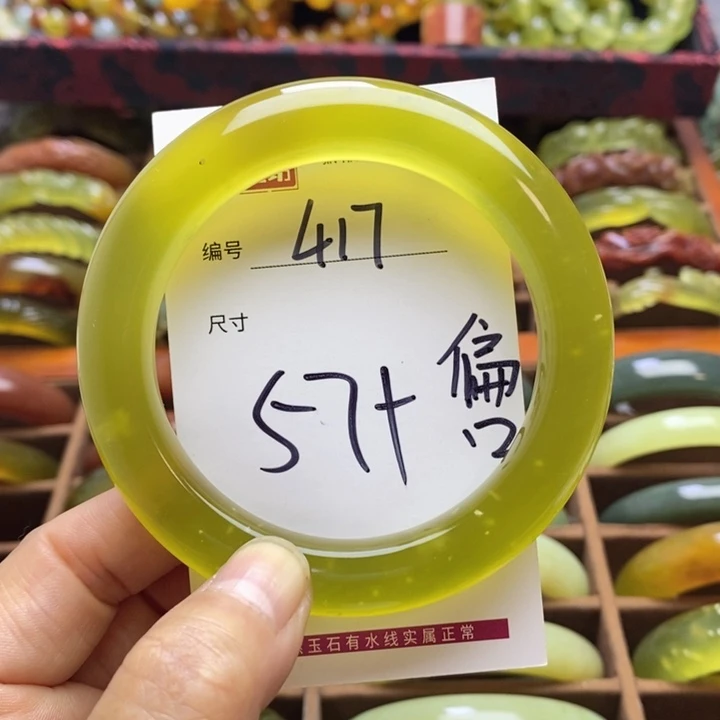 编号 417
尺寸
57+ 偏口
玉石有水线实属正常